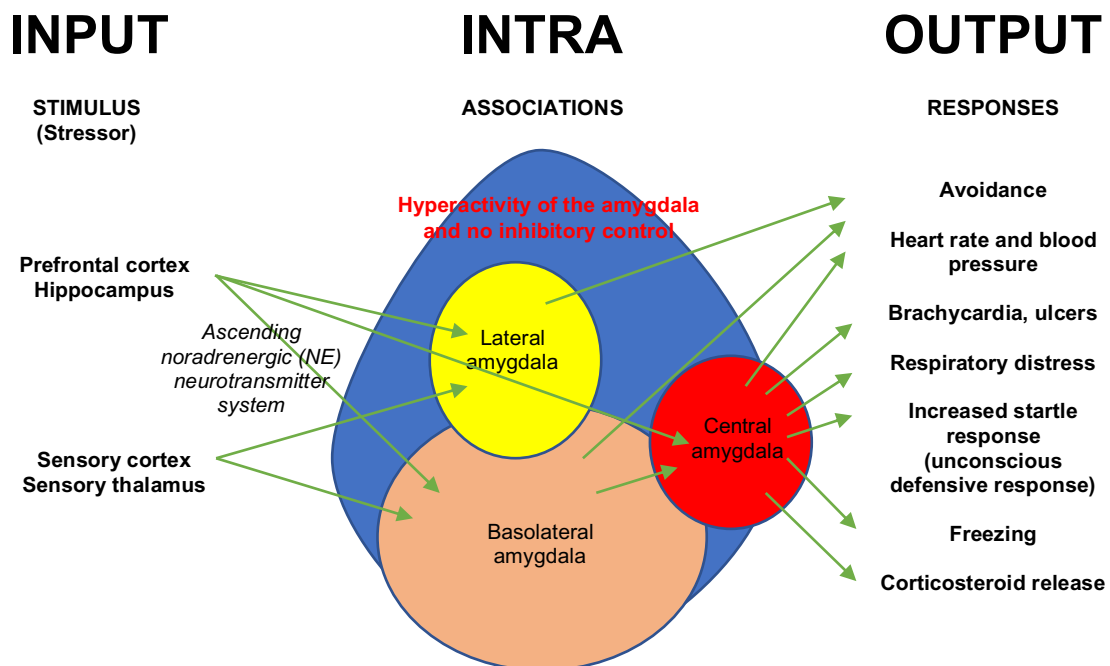 INPUT
INTRA
OUTPUT
STIMULUS
(Stressor)
ASSOCIATIONS
RESPONSES
Hyperactivity of the amygdala
and no inhibitory control
Prefrontal cortex
Hippocampus
Ascending
noradrenergic (NE)
neurotransmitter
system
Sensory cortex
Sensory thalamus
Lateral
amygdala
Central
amygdala
Basolateral
amygdala
Avoidance
Heart rate and blood
pressure
Brachycardia, ulcers
Respiratory distress
Increased startle
response
(unconscious
defensive response)
Freezing
Corticosteroid release